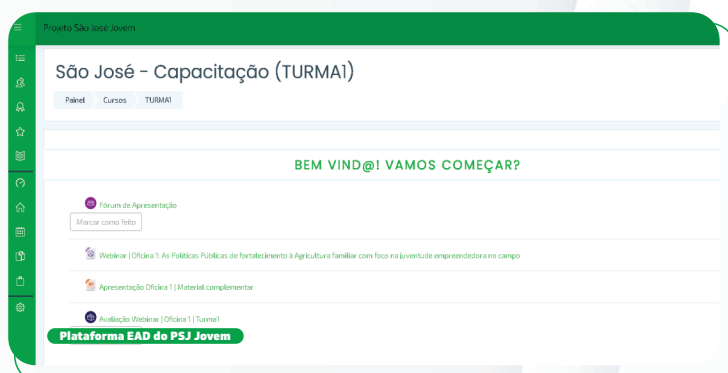 Projeto São José Jovem
São José - Capacitação (TURMA1)
Painel Cursos TURMA1
BEM VIND@! VAMOS COMEÇAR?
Fórum de Apresentação
Marcar como feito
Webinar | Oficina 1: As Políticas Públicas de fortalecimento à Agricultura familiar com foco na juventude empreendedora no campo
Apresentação Oficina 1 | Material complementar
Avaliação Webinar | Oficina 1 | Turma1
Plataforma EAD do PSJ Jovem